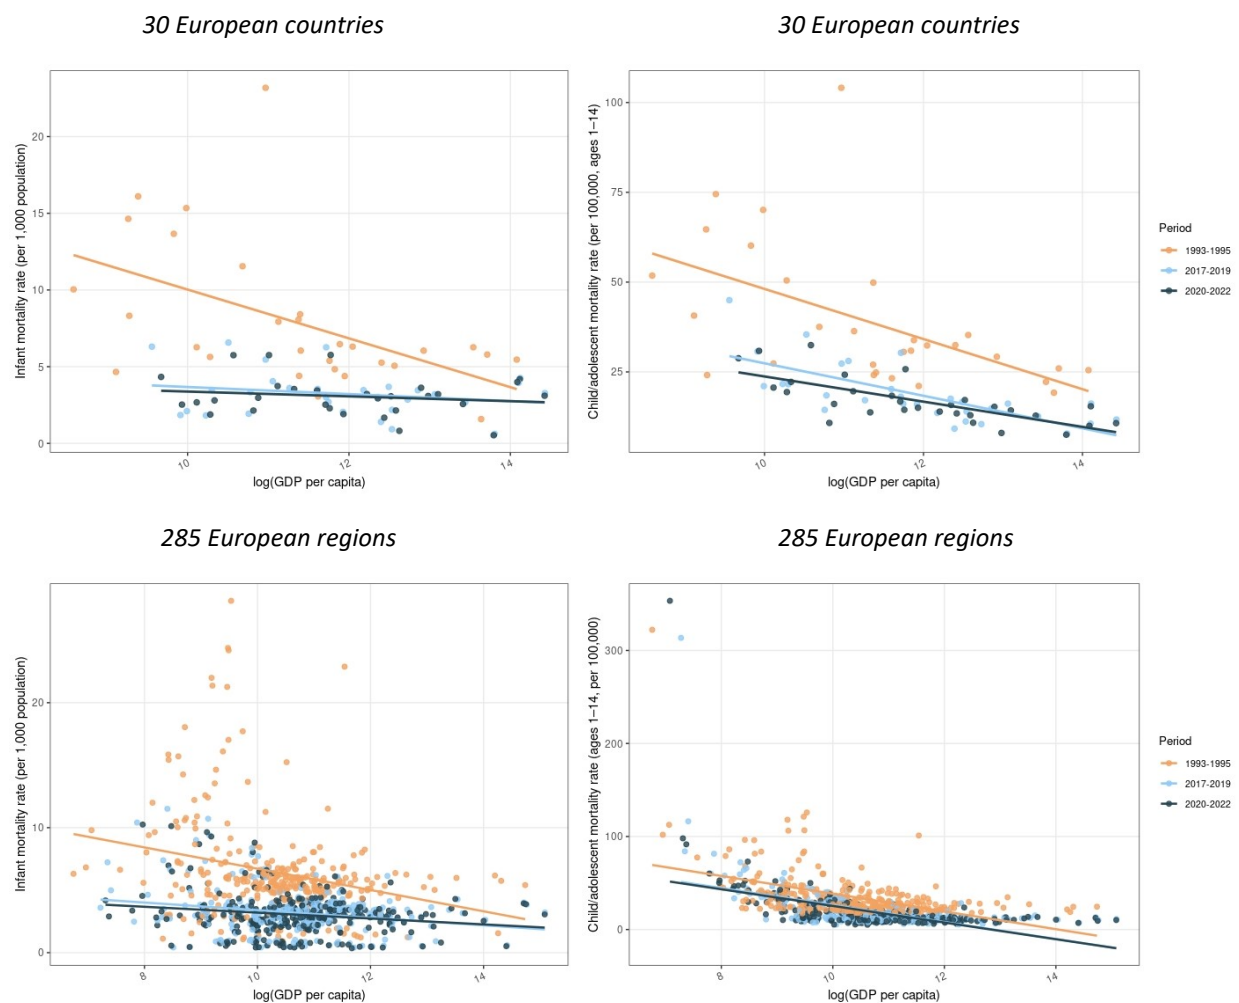 30 European countries
30 European countries
Infant mortality rate (per 1,000 population)
20
15
10
5
0
10
12
14
log(GDP per capita)
Child/adolescent mortality rate (per 100,000, ages 1–14)
100
75
50
25
10
12
14
log(GDP per capita)
Period
1993-1995
2017-2019
2020-2022
285 European regions
285 European regions
Infant mortality rate (per 1,000 population)
20
10
0
8
10
12
14
log(GDP per capita)
Child/adolescent mortality rate (ages 1–14, per 100,000)
300
200
100
0
8
10
12
14
log(GDP per capita)
Period
1993-1995
2017-2019
2020-2022